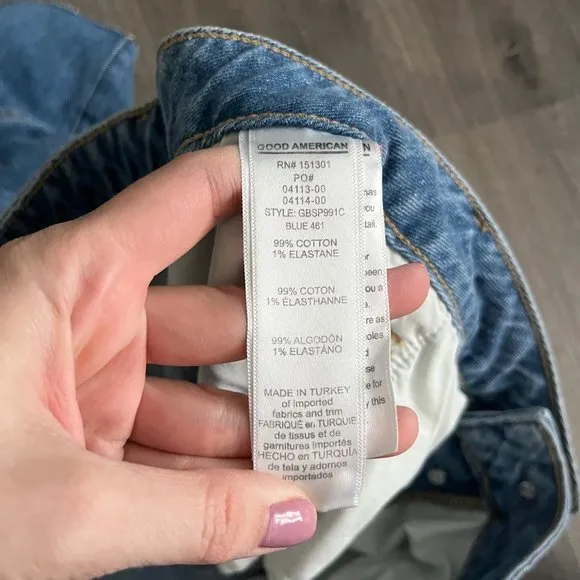 GOOD AMERICAN
RN# 151301
PO#
04113-00
04114-00
STYLE: GBSP991C
BLUE 461
99% COTTON
1% ELASTANE
99% COTON
1% ÉLASTHANNE
99% ALGODÓN
1% ELASTÁNO
MADE IN TURKEY
of imported
fabrics and trim
FABRIQUÉ en TURQUIE
de tissus et de
garnitures importés
HECHO en TURQUÍA
de tela y adornos
importados